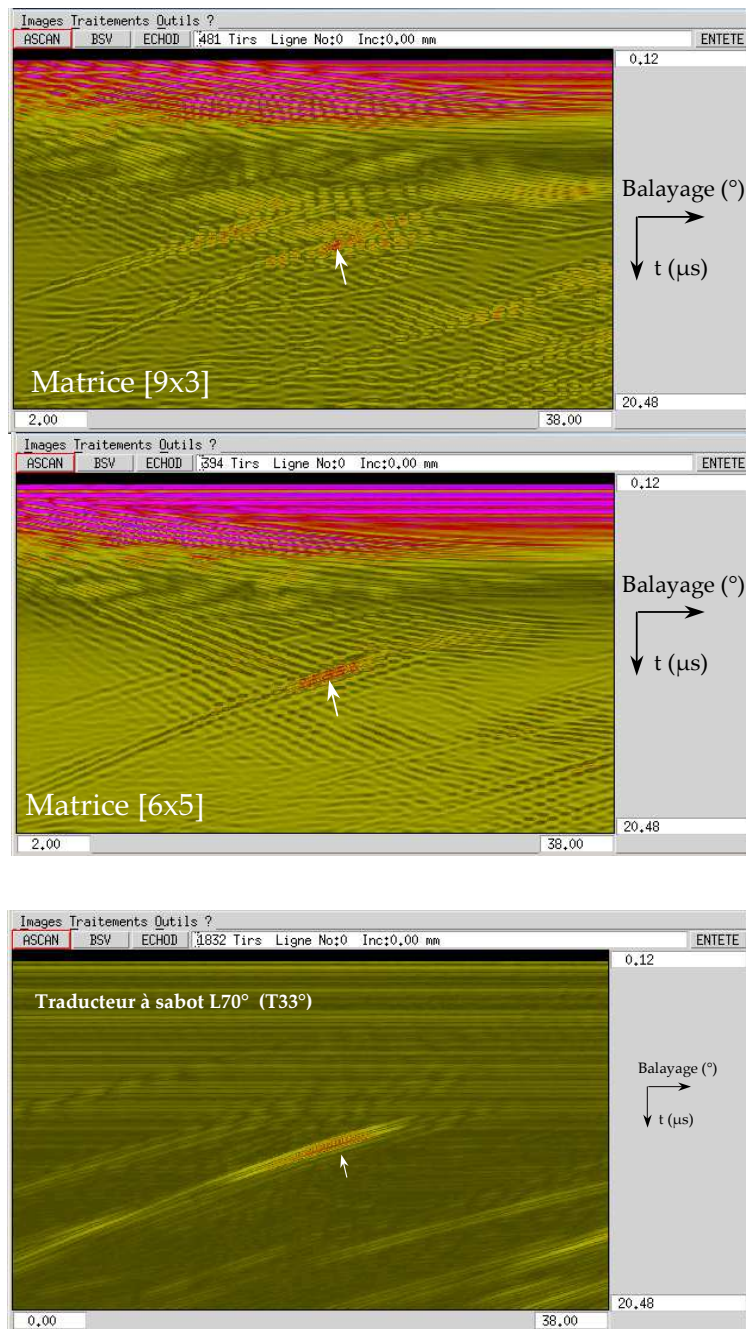 Images Traitements Outils ?
ASCAN BSV ECHOD 481 Tirs Ligne No:0 Inc:0.00 mm ENTETE
0.12
Balayage (°)
t (µs)
Matrice [9x3]
20.48
2.00 38.00
Images Traitements Outils ?
ASCAN BSV ECHOD 394 Tirs Ligne No:0 Inc:0.00 mm ENTETE
0.12
Balayage (°)
t (µs)
Matrice [6x5]
20.48
2.00 38.00
Images Traitements Outils ?
ASCAN BSV ECHOD 1832 Tirs Ligne No:0 Inc:0.00 mm ENTETE
0.12
Traducteur à sabot L70° (T33°)
Balayage (°)
t (µs)
20.48
0.00 38.00